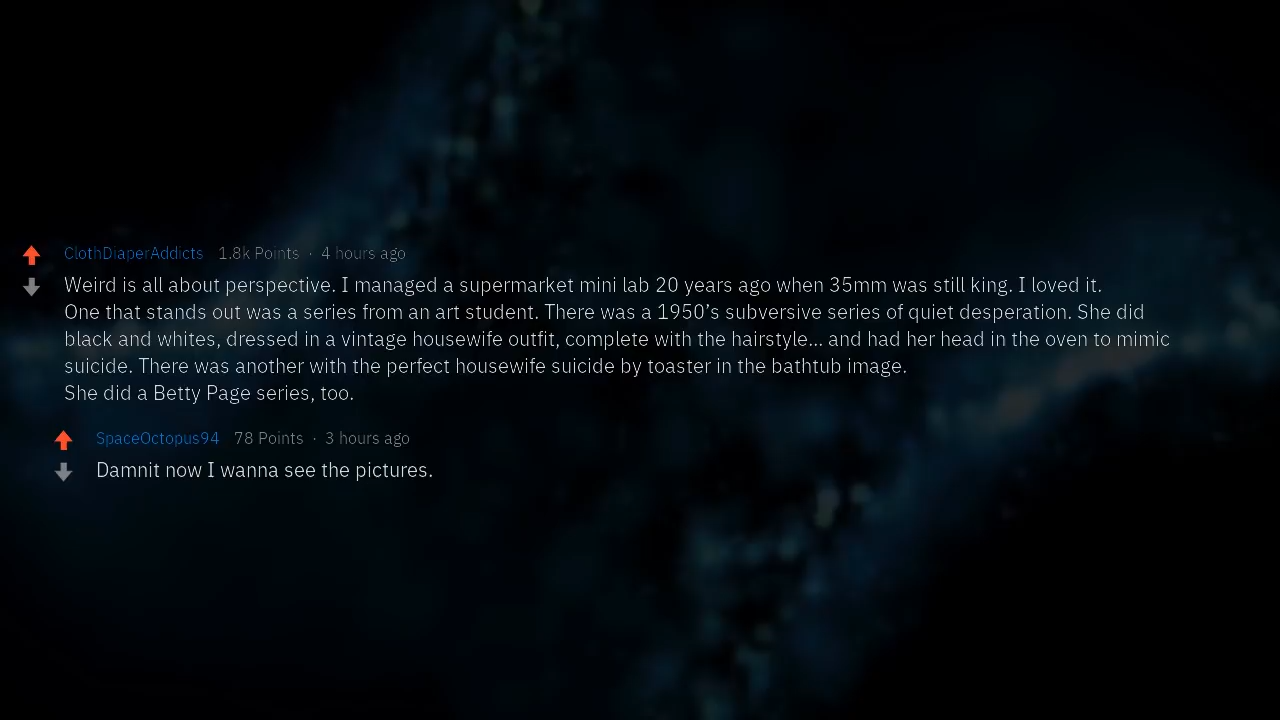 ClothDiaperAddicts 1.8k Points · 4 hours ago
Weird is all about perspective. I managed a supermarket mini lab 20 years ago when 35mm was still king. I loved it.
One that stands out was a series from an art student. There was a 1950’s subversive series of quiet desperation. She did
black and whites, dressed in a vintage housewife outfit, complete with the hairstyle... and had her head in the oven to mimic
suicide. There was another with the perfect housewife suicide by toaster in the bathtub image.
She did a Betty Page series, too.
SpaceOctopus94 78 Points · 3 hours ago
Damnit now I wanna see the pictures.